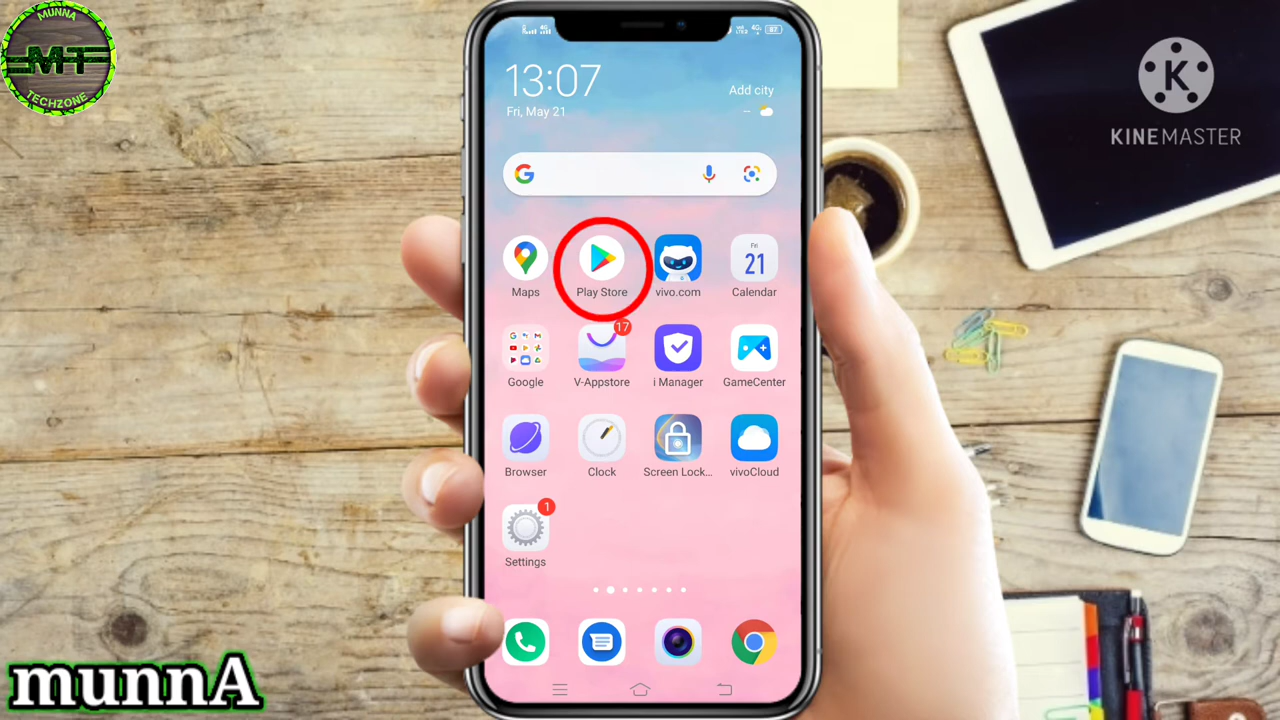 MUNNA
MT
TECHZONE
KINEMASTER
13:07
Fri, May 21
Add city
Fri
21
Maps
Play Store
vivo.com
Calendar
17
Google
V-Appstore
i Manager
GameCenter
Browser
Clock
Screen Lock...
vivoCloud
1
Settings
munnA